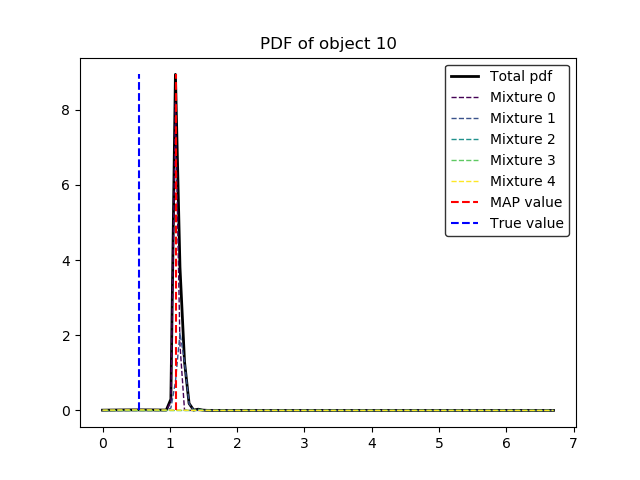 PDF of object 10
Total pdf
Mixture 0
Mixture 1
Mixture 2
Mixture 3
Mixture 4
MAP value
True value
8
6
4
2
0
0 1 2 3 4 5 6 7